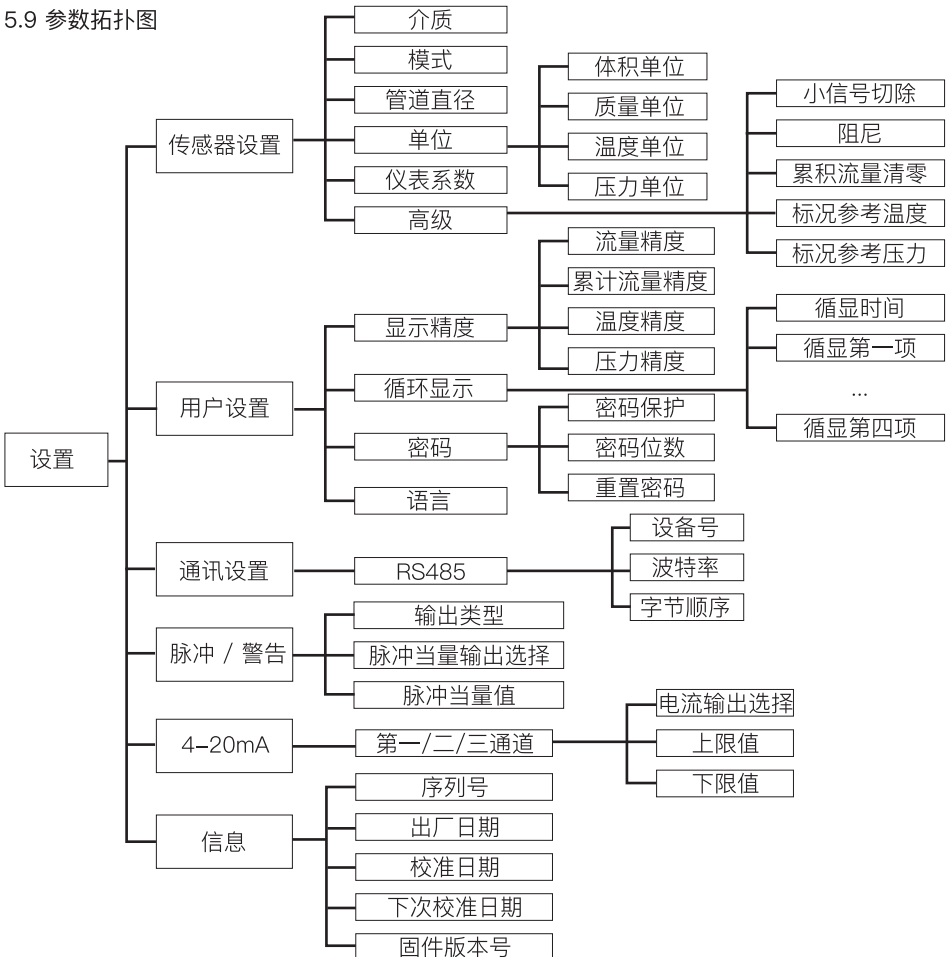 5.9 参数拓扑图
设置
传感器设置
介质
模式
管道直径
单位
体积单位
质量单位
温度单位
压力单位
仪表系数
高级
小信号切除
阻尼
累积流量清零
标况参考温度
标况参考压力
用户设置
显示精度
流量精度
累计流量精度
温度精度
压力精度
循环显示
循显时间
循显第一项
...
循显第四项
密码
密码保护
密码位数
重置密码
语言
通讯设置
RS485
设备号
波特率
字节顺序
脉冲 / 警告
输出类型
脉冲当量输出选择
脉冲当量值
4-20mA
第一/二/三通道
电流输出选择
上限值
下限值
信息
序列号
出厂日期
校准日期
下次校准日期
固件版本号